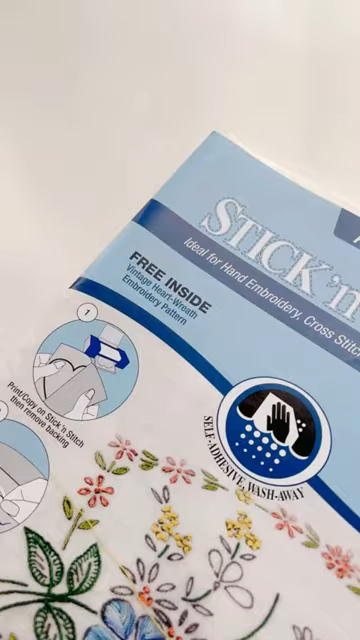 STICK 'n
Ideal for Hand Embroidery, Cross Stitch
FREE INSIDE
Vintage Heart-Wreath
Embroidery Pattern
1
Print/Copy on Stick 'n Stitch
then remove backing
SELF-ADHESIVE, WASH-AWAY